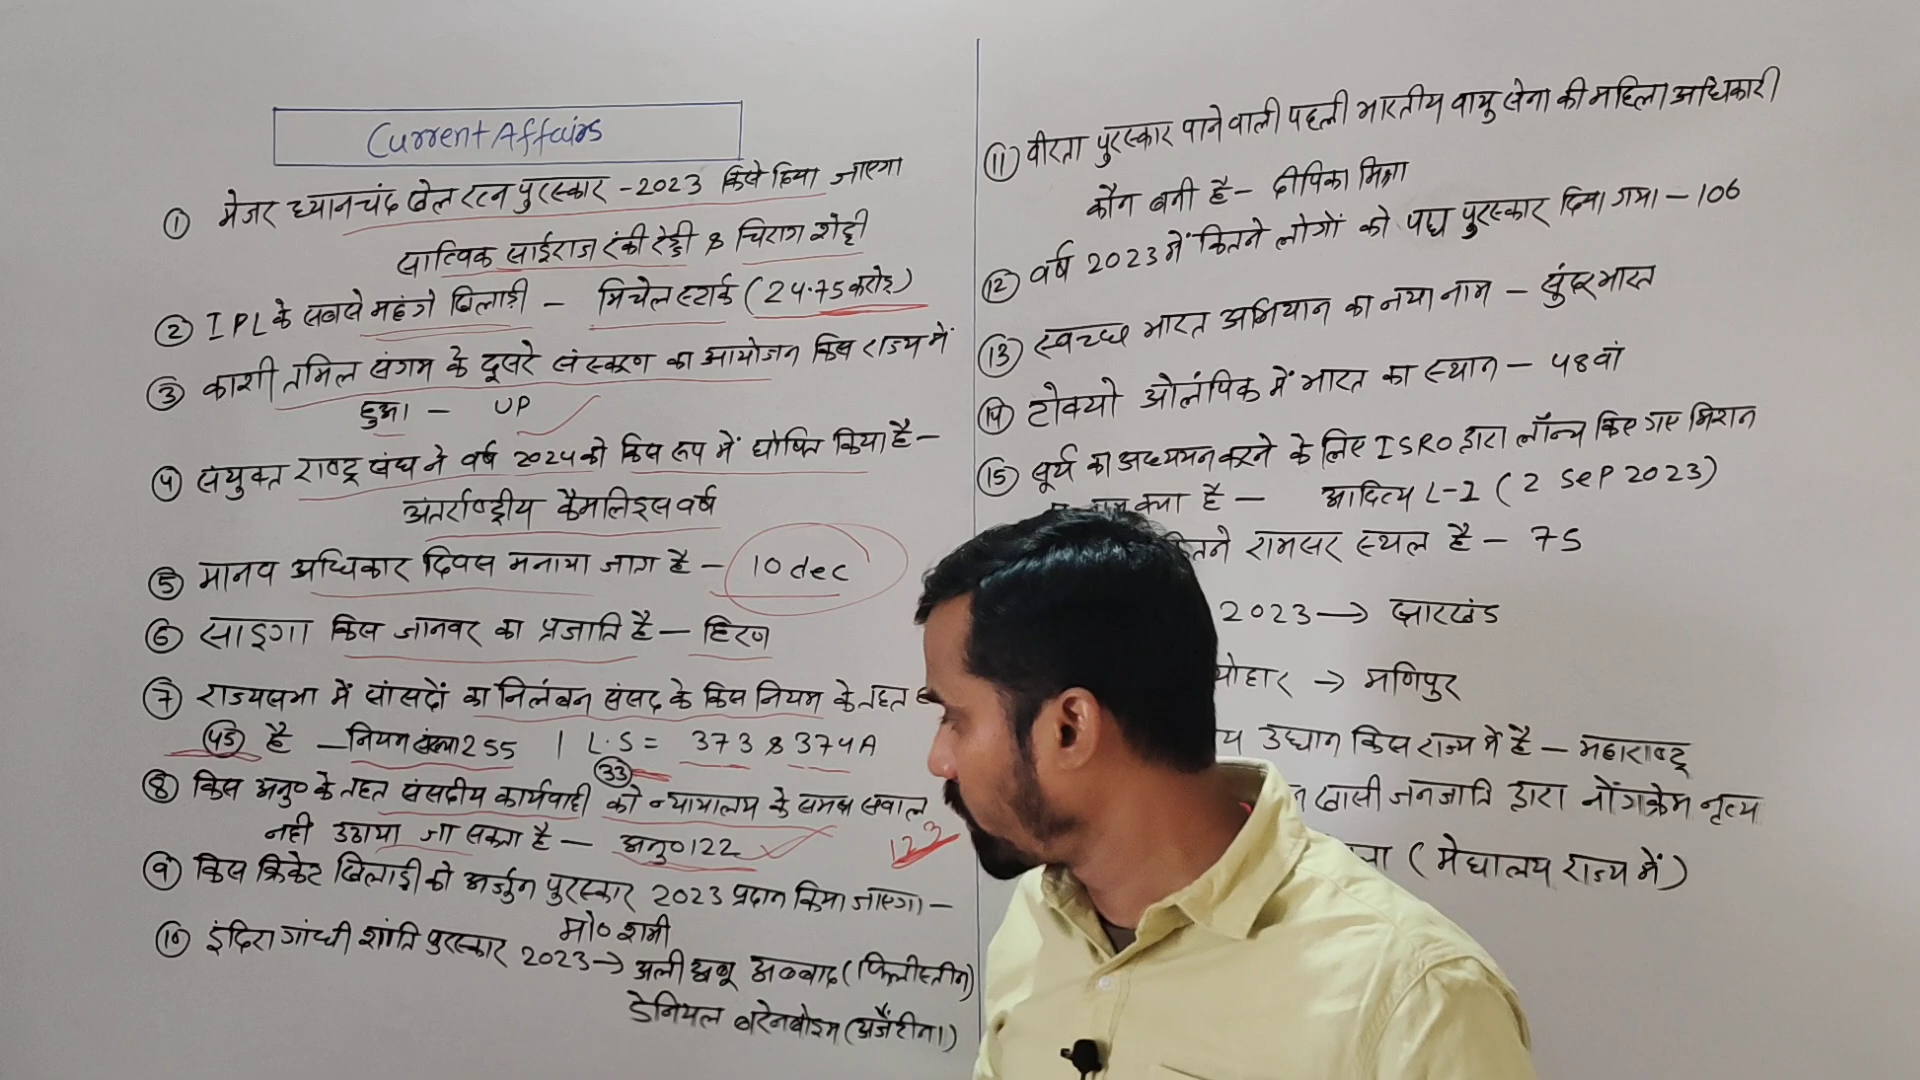 Current Affairs
① मेजर ध्यानचंद खेल रत्न पुरस्कार - 2023 किसे दिया जाएगा
सात्विक साईराज रंकी रेड्डी & चिराग शेट्टी
② IPL के सबसे महंगे खिलाड़ी - मिचेल स्टार्क (24.75 करोड़)
③ काशी तमिल संगम के दूसरे संस्करण का आयोजन किस राज्य में
हुआ - UP
④ संयुक्त राष्ट्र संघ ने वर्ष 2024 को किस रूप में घोषित किया है -
अंतर्राष्ट्रीय कैमलिड्स वर्ष
⑤ मानव अधिकार दिवस मनाया जाता है - 10 dec
⑥ साइगा किस जानवर का प्रजाति है - हिरण
⑦ राज्यसभा में सांसदों का निलंबन संसद के किस नियम के तहत
45 है - नियम संख्या 255 | L.S = 373 & 374A
33
⑧ किस अनु० के तहत संसदीय कार्यवाही को न्यायालय के समक्ष सवाल
नही उठाया जा सकता है - अनु० 122
123
⑨ किस क्रिकेट खिलाड़ी को अर्जुन पुरस्कार 2023 प्रदान किया जाएगा -
मो० शमी
⑩ इंदिरा गांधी शांति पुरस्कार 2023 → अली अबू अव्वाद (फिलीस्तीन)
डेनियल बारेनबोइम (अर्जेंटीना)
⑪ वीरता पुरस्कार पाने वाली पहली भारतीय वायु सेना की महिला अधिकारी
कौन बनी है - दीपिका मिश्रा
⑫ वर्ष 2023 में कितने लोगों को पद्म पुरस्कार दिया गया - 106
⑬ स्वच्छ भारत अभियान का नया नाम - सुंदर भारत
⑭ टोक्यो ओलंपिक में भारत का स्थान - 48वां
⑮ सूर्य का अध्ययन करने के लिए ISRO द्वारा लॉन्च किए गए मिशन
क्या है - आदित्य L-1 (2 Sep 2023)
रामसर स्थल है - 75
2023 → झारखंड
→ मणिपुर
उद्यान किस राज्य में है - महाराष्ट्र
खासी जनजाति द्वारा नोंगक्रेम नृत्य
(मेघालय राज्य में)